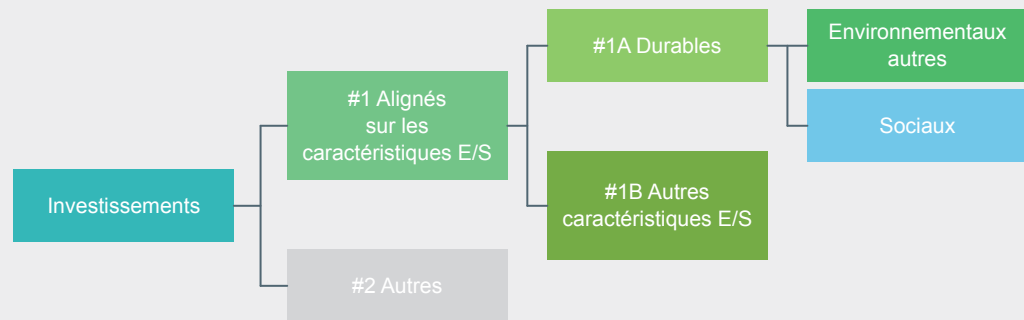 Investissements
#1 Alignés
sur les
caractéristiques E/S
#2 Autres
#1A Durables
#1B Autres
caractéristiques E/S
Environnementaux
autres
Sociaux